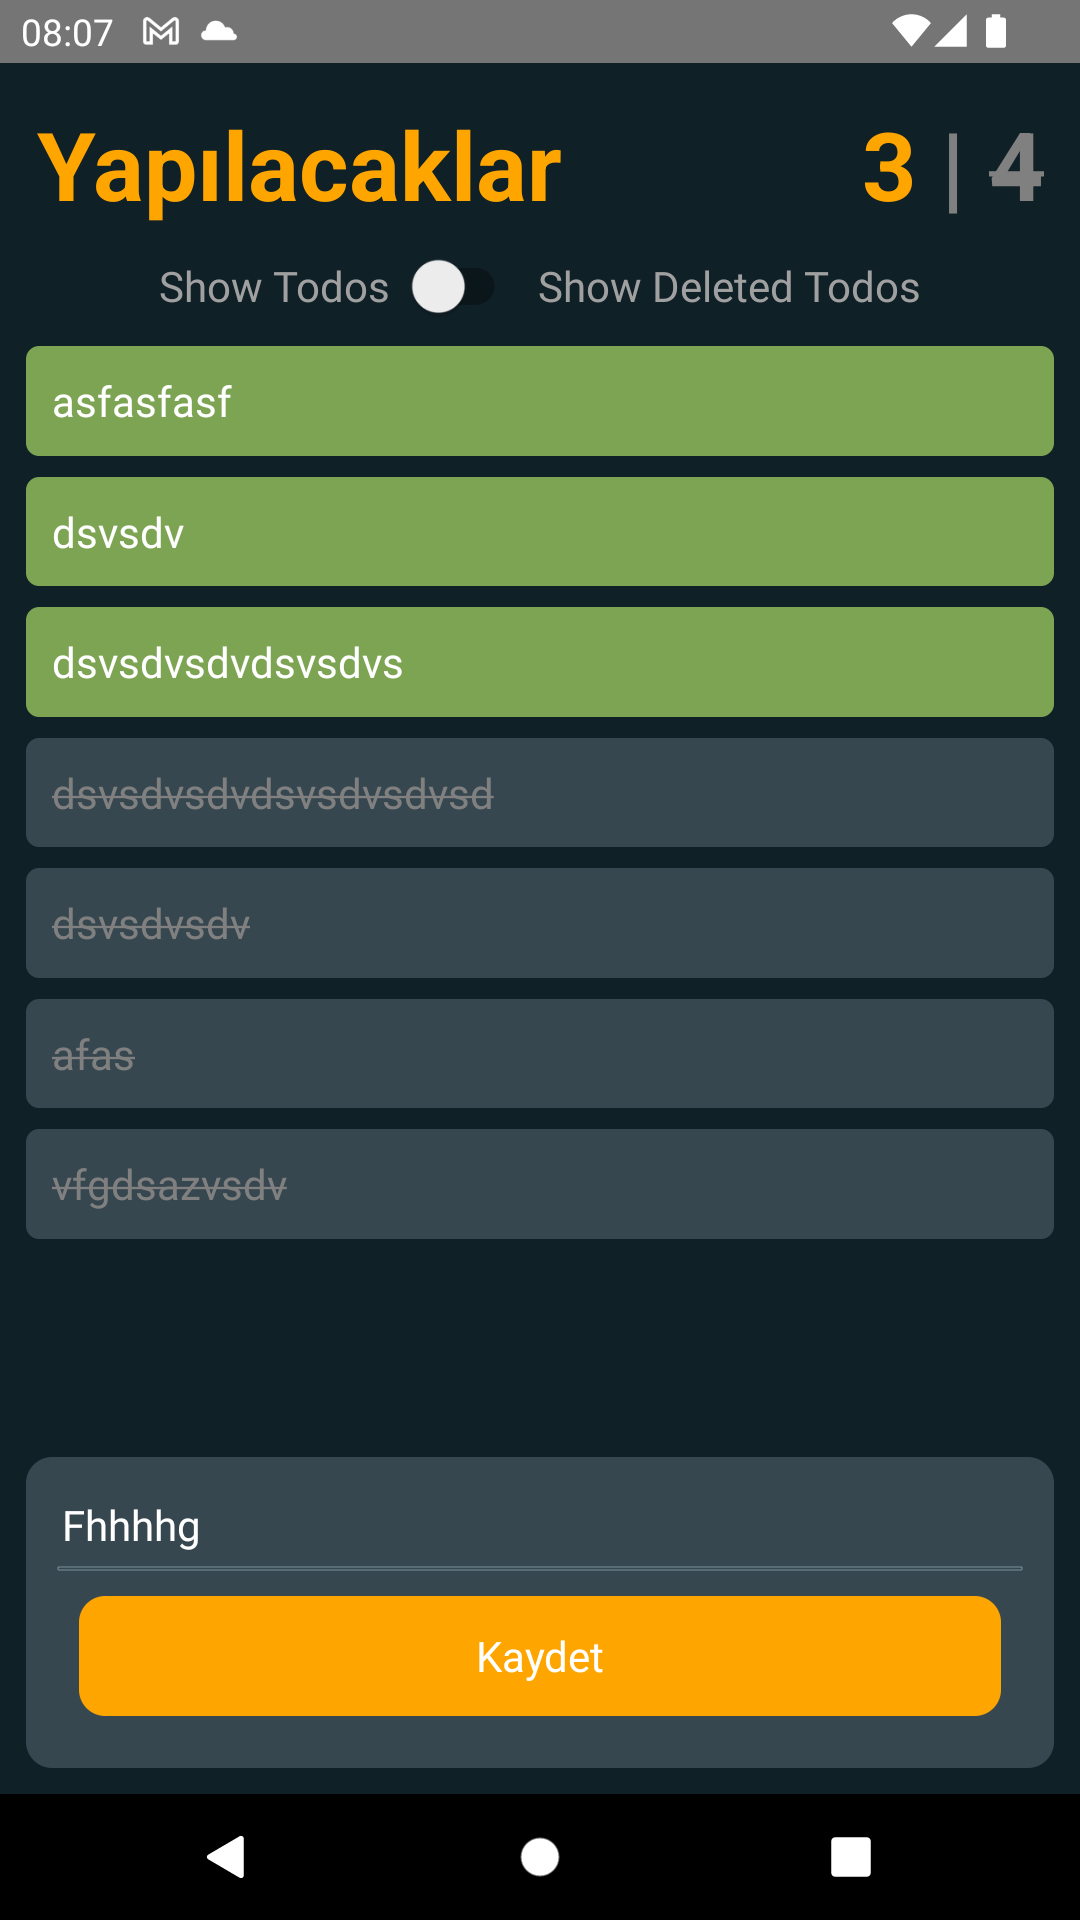 08:07
Yapılacaklar 3 | 4
Show Todos Show Deleted Todos
asfasfasf
dsvsdv
dsvsdvsdvdsvsdvs
dsvsdvsdvdsvsdvsdvsd
dsvsdvsdv
afas
vfgdsazvsdv
Fhhhhg
Kaydet